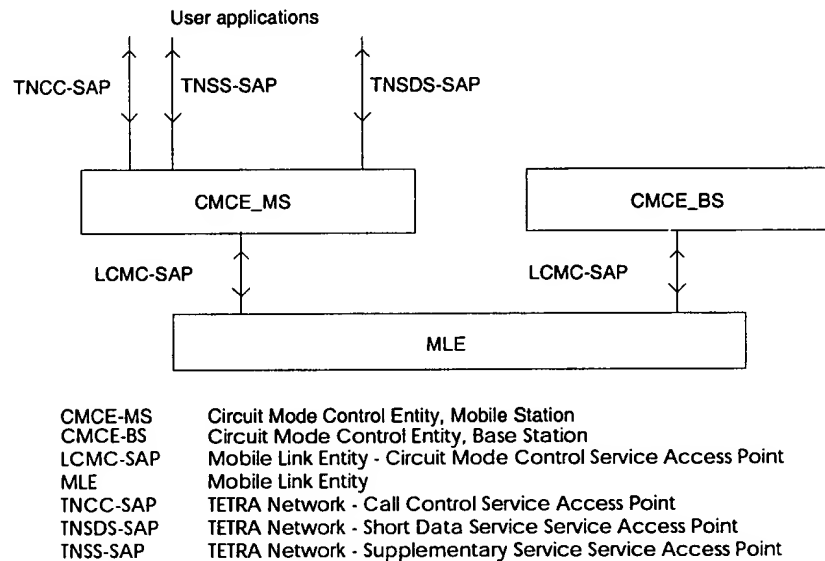 User applications
TNCC-SAP TNSS-SAP TNSDS-SAP
CMCE_MS CMCE_BS
LCMC-SAP LCMC-SAP
MLE
CMCE-MS Circuit Mode Control Entity, Mobile Station
CMCE-BS Circuit Mode Control Entity, Base Station
LCMC-SAP Mobile Link Entity - Circuit Mode Control Service Access Point
MLE Mobile Link Entity
TNCC-SAP TETRA Network - Call Control Service Access Point
TNSDS-SAP TETRA Network - Short Data Service Service Access Point
TNSS-SAP TETRA Network - Supplementary Service Service Access Point